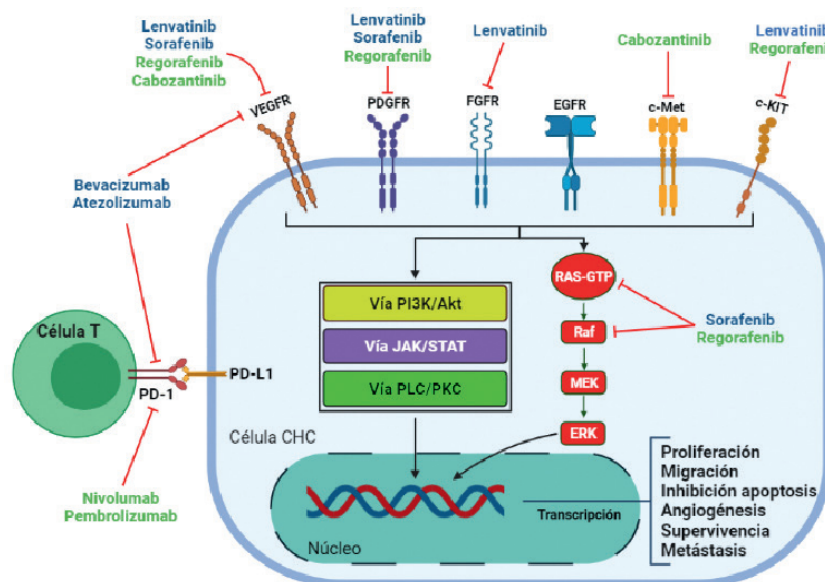 Lenvatinib
Sorafenib
Regorafenib
Cabozantinib
Lenvatinib
Sorafenib
Regorafenib
Lenvatinib
Cabozantinib
Lenvatinib
Regorafenib
VEGFR
PDGFR
FGFR
EGFR
c-Met
c-KIT
Bevacizumab
Atezolizumab
Célula T
PD-1
PD-L1
Nivolumab
Pembrolizumab
Vía PI3K/Akt
Vía JAK/STAT
Vía PLC/PKC
RAS-GTP
Raf
MEK
ERK
Sorafenib
Regorafenib
Célula CHC
Núcleo
Transcripción
Proliferación
Migración
Inhibición apoptosis
Angiogénesis
Supervivencia
Metástasis